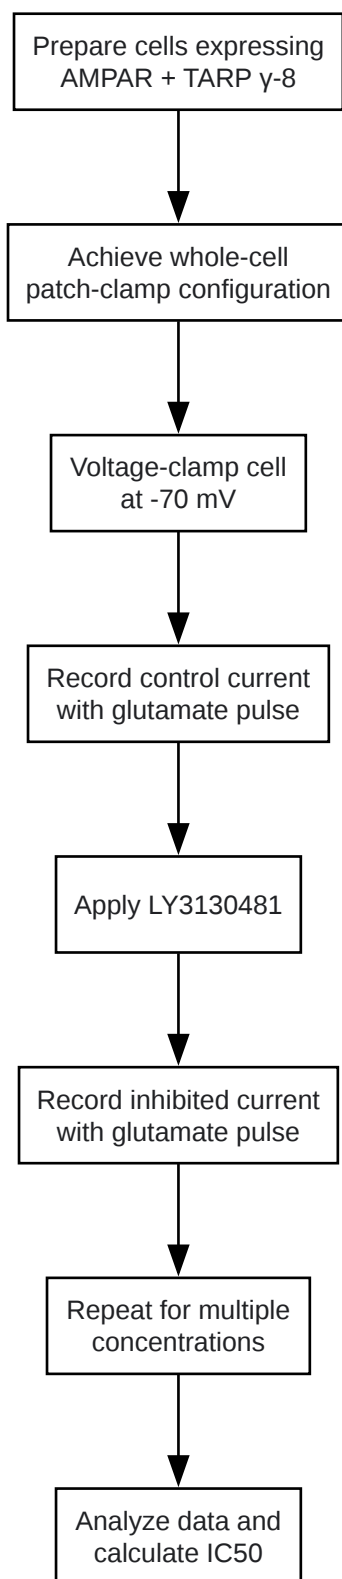 Prepare cells expressing
AMPAR + TARP γ-8
Achieve whole-cell
patch-clamp configuration
Voltage-clamp cell
at -70 mV
Record control current
with glutamate pulse
Apply LY3130481
Record inhibited current
with glutamate pulse
Repeat for multiple
concentrations
Analyze data and
calculate IC50